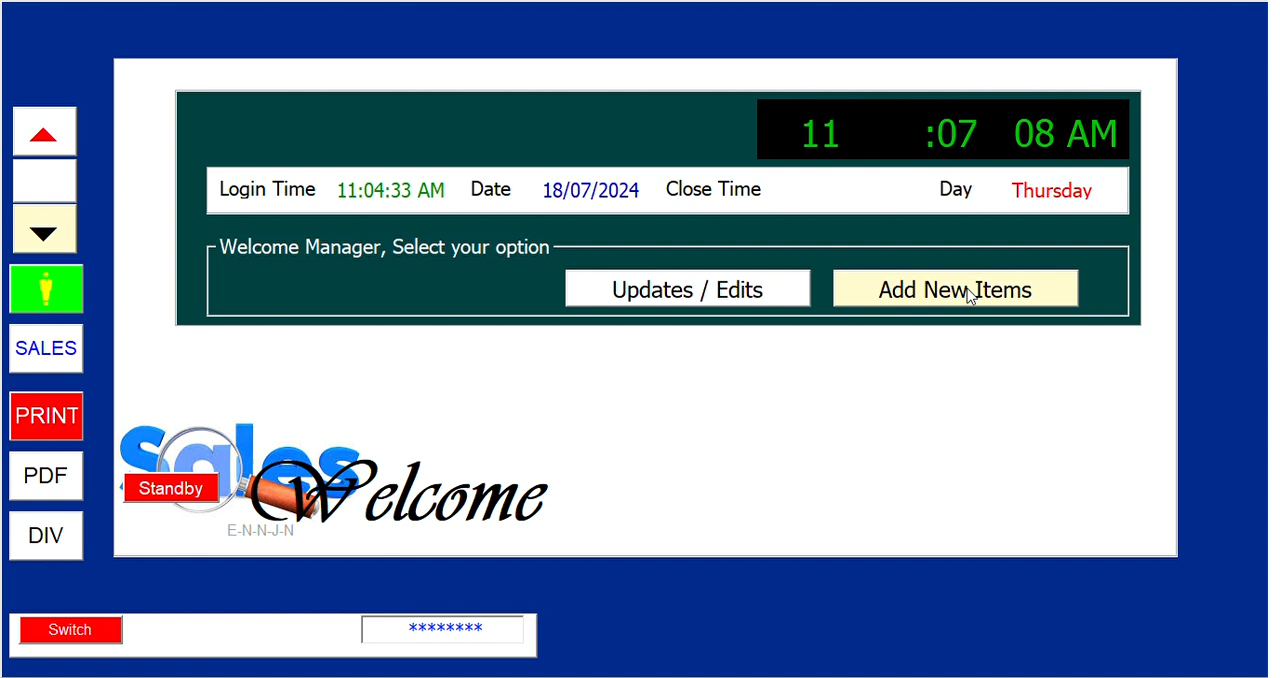 11 :07 08 AM
Login Time 11:04:33 AM Date 18/07/2024 Close Time Day Thursday
Welcome Manager, Select your option
Updates / Edits Add New Items
SALES
PRINT
PDF
DIV
Sales
Standby
Welcome
E-N-N-J-N
Switch ********